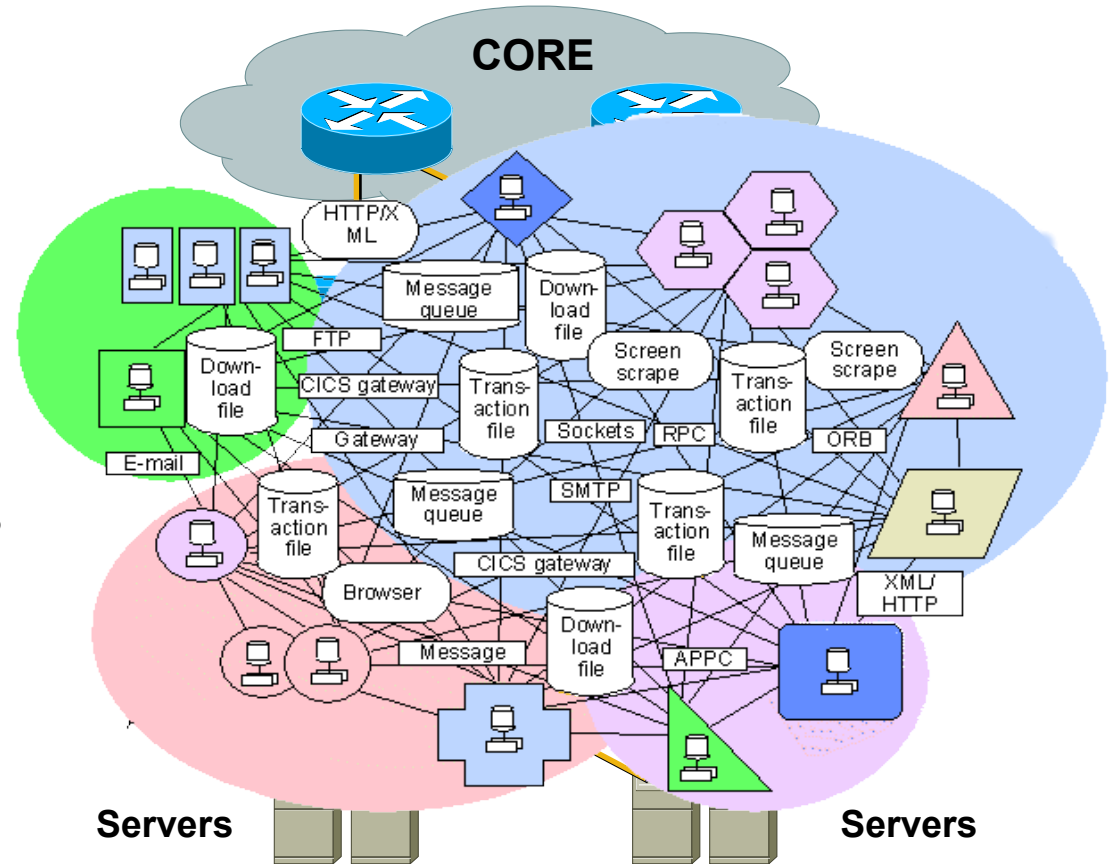 CORE
HTTP/X
ML
Message
queue
Down-
load
file
FTP
Screen
scrape
Screen
scrape
Down-
load
file
CICS gateway
Trans-
action
file
Trans-
action
file
Gateway
Sockets
RPC
ORB
E-mail
Trans-
action
file
Message
queue
SMTP
Trans-
action
file
Message
queue
CICS gateway
Browser
XML/
HTTP
Down-
load
file
Message
APPC
Servers
Servers